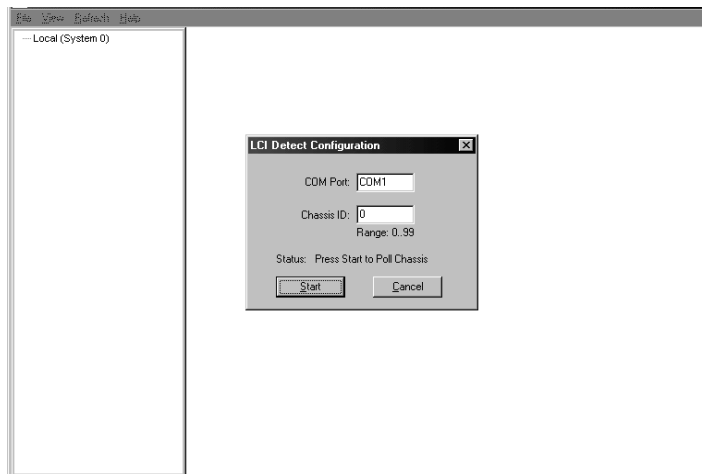 File View Refresh Help
Local (System 0)
LCI Detect Configuration
COM Port: COM1
Chassis ID: 0
Range: 0..99
Status: Press Start to Poll Chassis
Start Cancel